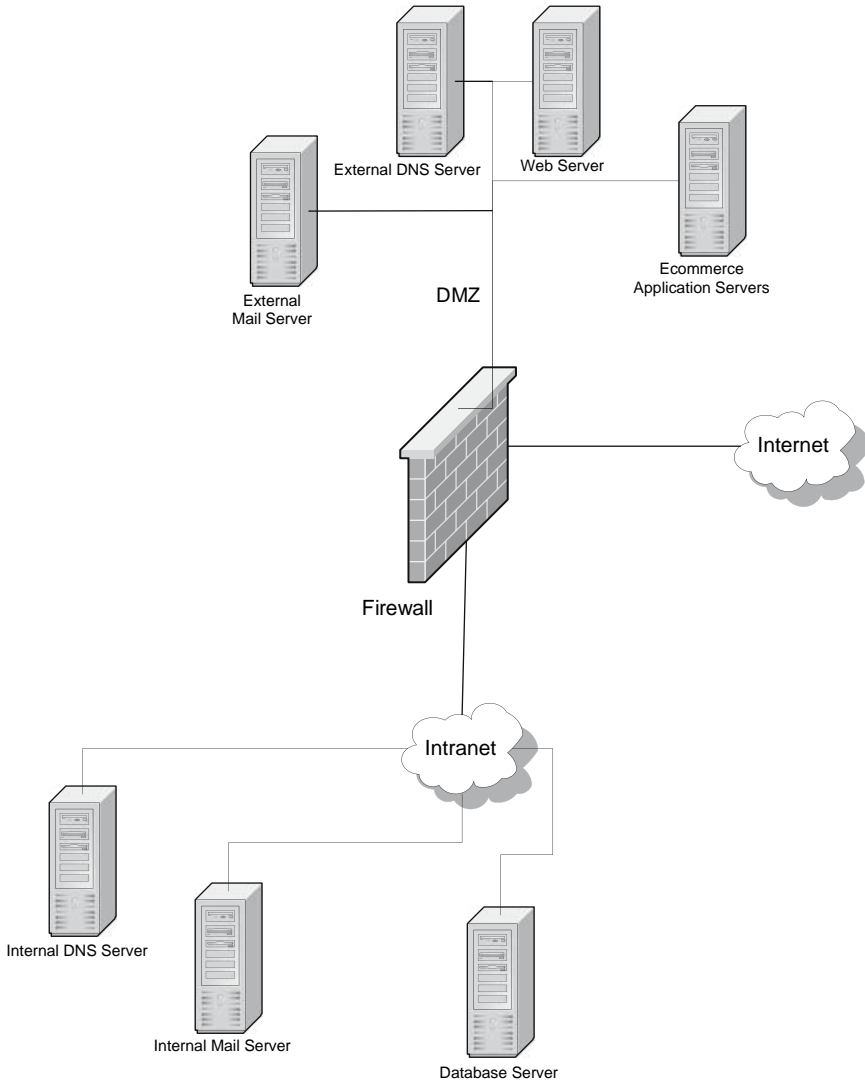 External DNS Server
Web Server
External
Mail Server
Ecommerce
Application Servers
DMZ
Internet
Firewall
Intranet
Internal DNS Server
Internal Mail Server
Database Server